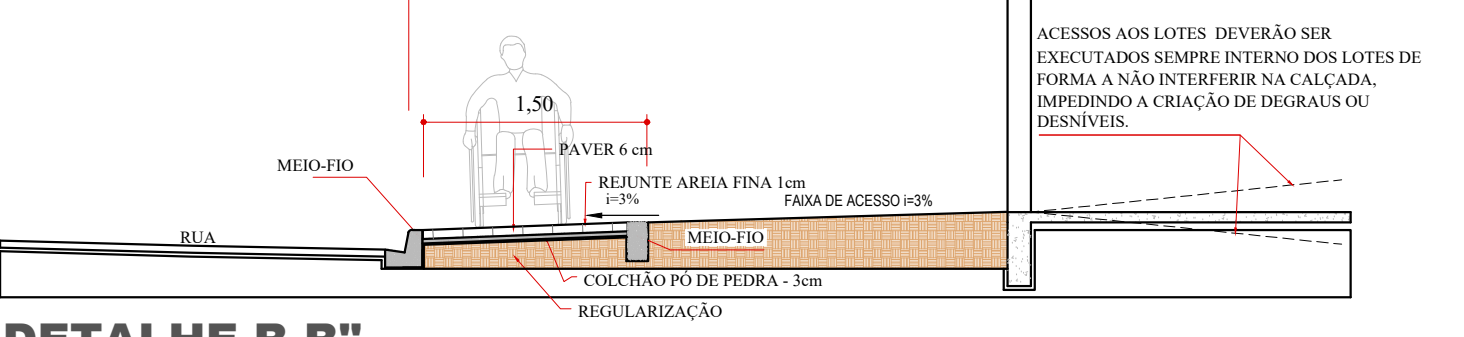 ACESSOS AOS LOTES DEVERÃO SER
EXECUTADOS SEMPRE INTERNO DOS LOTES DE
FORMA A NÃO INTERFERIR NA CALÇADA,
IMPEDINDO A CRIAÇÃO DE DEGRAUS OU
DESNÍVEIS.
1,50
PAVER 6 cm
MEIO-FIO
REJUNTE AREIA FINA 1cm
i=3%
FAIXA DE ACESSO i=3%
RUA
MEIO-FIO
COLCHÃO PÓ DE PEDRA - 3cm
REGULARIZAÇÃO
DETALHE B B"